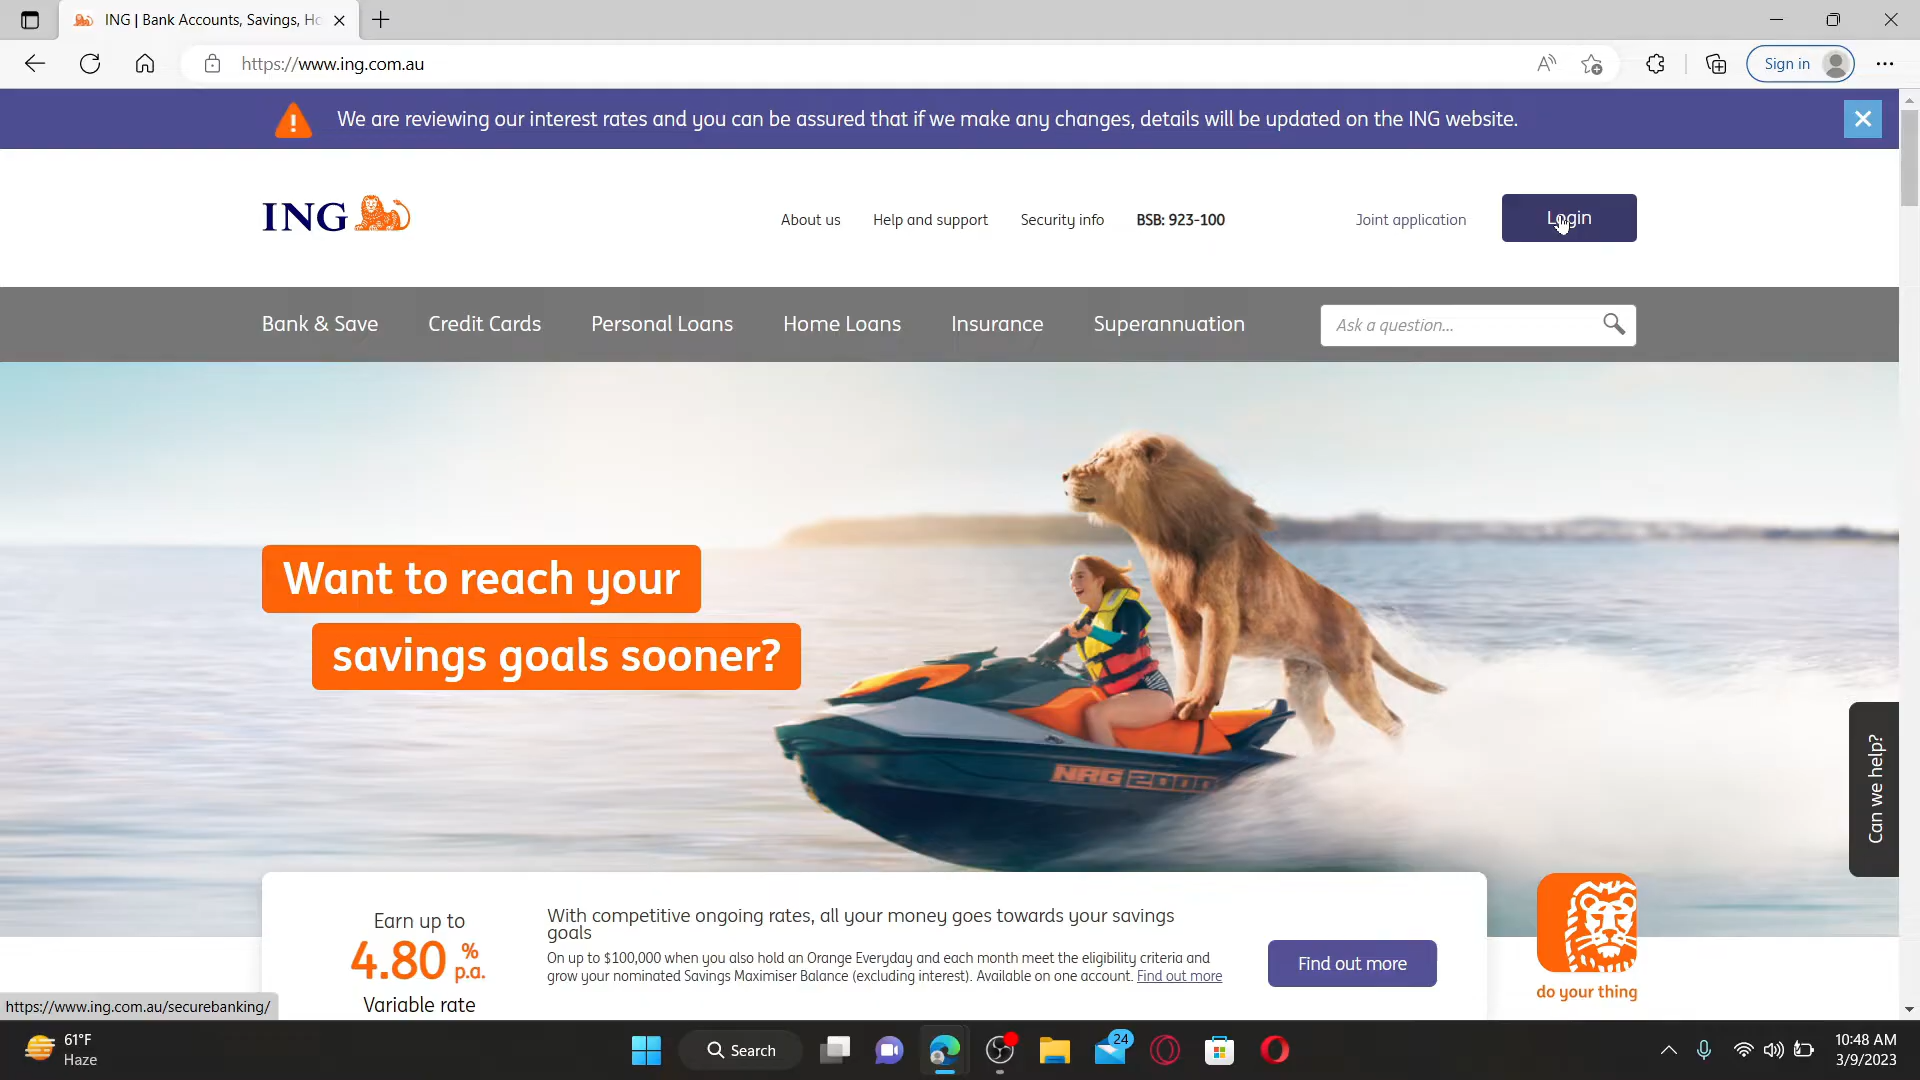 ING | Bank Accounts, Savings, Ho
https://www.ing.com.au
Sign in
We are reviewing our interest rates and you can be assured that if we make any changes, details will be updated on the ING website.
ING
About us
Help and support
Security info
BSB: 923-100
Joint application
Login
Bank & Save
Credit Cards
Personal Loans
Home Loans
Insurance
Superannuation
Ask a question...
Want to reach your
savings goals sooner?
NRG 2000
Can we help?
Earn up to
4.80 % p.a.
Variable rate
With competitive ongoing rates, all your money goes towards your savings
goals
On up to $100,000 when you also hold an Orange Everyday and each month meet the eligibility criteria and
grow your nominated Savings Maximiser Balance (excluding interest). Available on one account. Find out more
Find out more
do your thing
https://www.ing.com.au/securebanking/
61°F
Haze
Search
24
10:48 AM
3/9/2023